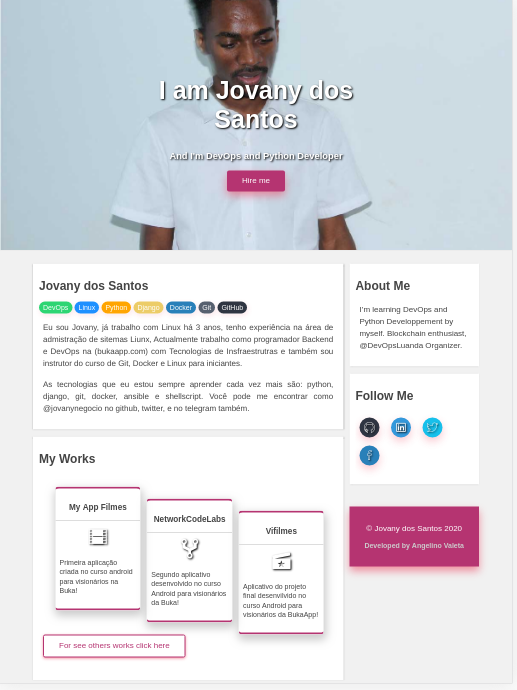 I am Jovany dos
Santos
And I'm DevOps and Python Developer
Hire me
Jovany dos Santos
DevOps Linux Python Django Docker Git GitHub
Eu sou Jovany, já trabalho com Linux há 3 anos, tenho experiência na área de
admistração de sitemas Liunx, Actualmente trabalho como programador Backend
e DevOps na (bukaapp.com) com Tecnologias de Insfraestrutras e também sou
instrutor do curso de Git, Docker e Linux para iniciantes.
As tecnologias que eu estou sempre aprender cada vez mais são: python,
django, git, docker, ansible e shellscript. Você pode me encontrar como
@jovanynegocio no github, twitter, e no telegram também.
My Works
My App Filmes
Primeira aplicação
criada no curso android
para visionários na
Buka!
NetworkCodeLabs
Segundo aplicativo
desenvolvido no curso
Android para visionários
da Buka!
Vifilmes
Aplicativo do projeto
final desenvilvido no
curso Android para
visionários da BukaApp!
For see others works click here
About Me
I'm learning DevOps and
Python Developpement by
myself. Blockchain enthusiast,
@DevOpsLuanda Organizer.
Follow Me
© Jovany dos Santos 2020
Developed by Angelino Valeta